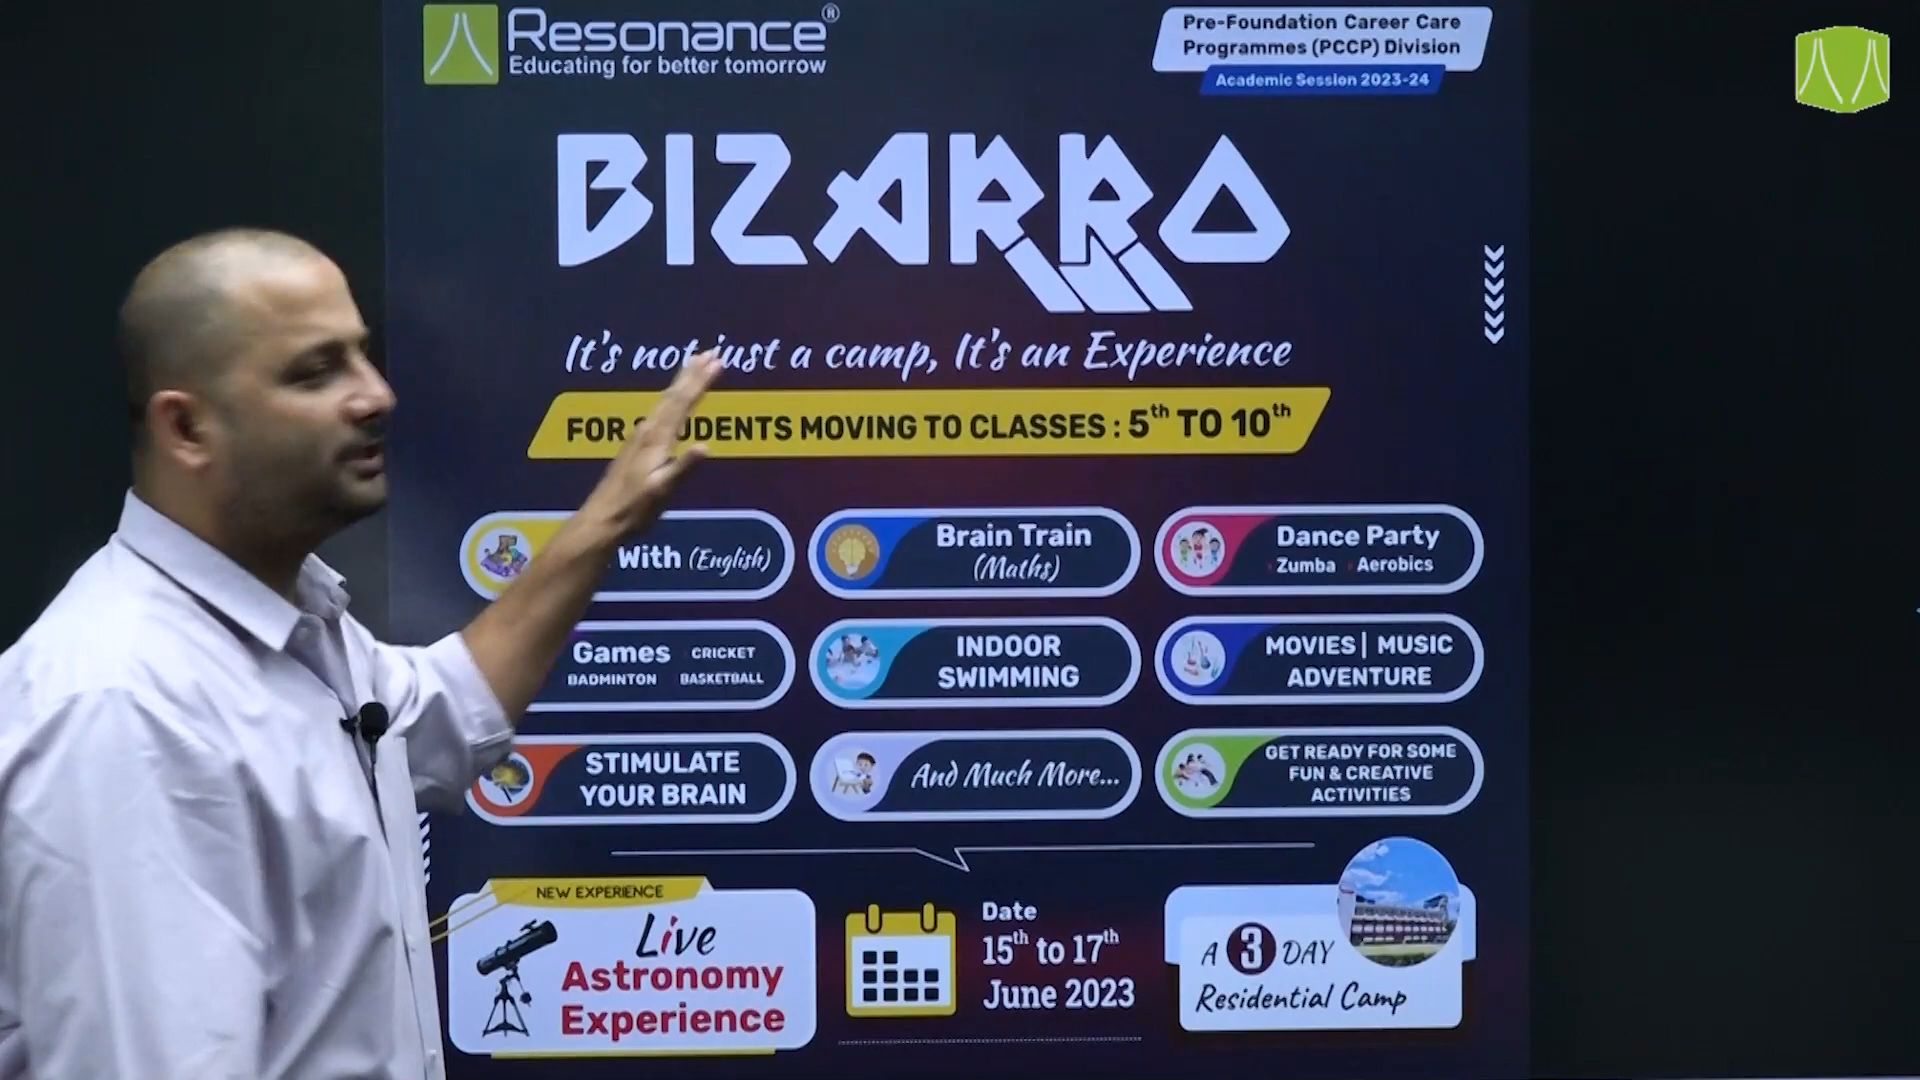 Resonance®
Educating for better tomorrow
Pre-Foundation Career Care
Programmes (PCCP) Division
Academic Session 2023-24
BIZARRO
It's not just a camp, It's an Experience
FOR STUDENTS MOVING TO CLASSES : 5th TO 10th
With (English)
Brain Train
(Maths)
Dance Party
Zumba Aerobics
Games CRICKET
BADMINTON BASKETBALL
INDOOR
SWIMMING
MOVIES | MUSIC
ADVENTURE
STIMULATE
YOUR BRAIN
And Much More...
GET READY FOR SOME
FUN & CREATIVE
ACTIVITIES
NEW EXPERIENCE
Live
Astronomy
Experience
Date
15th to 17th
June 2023
A 3 DAY
Residential Camp